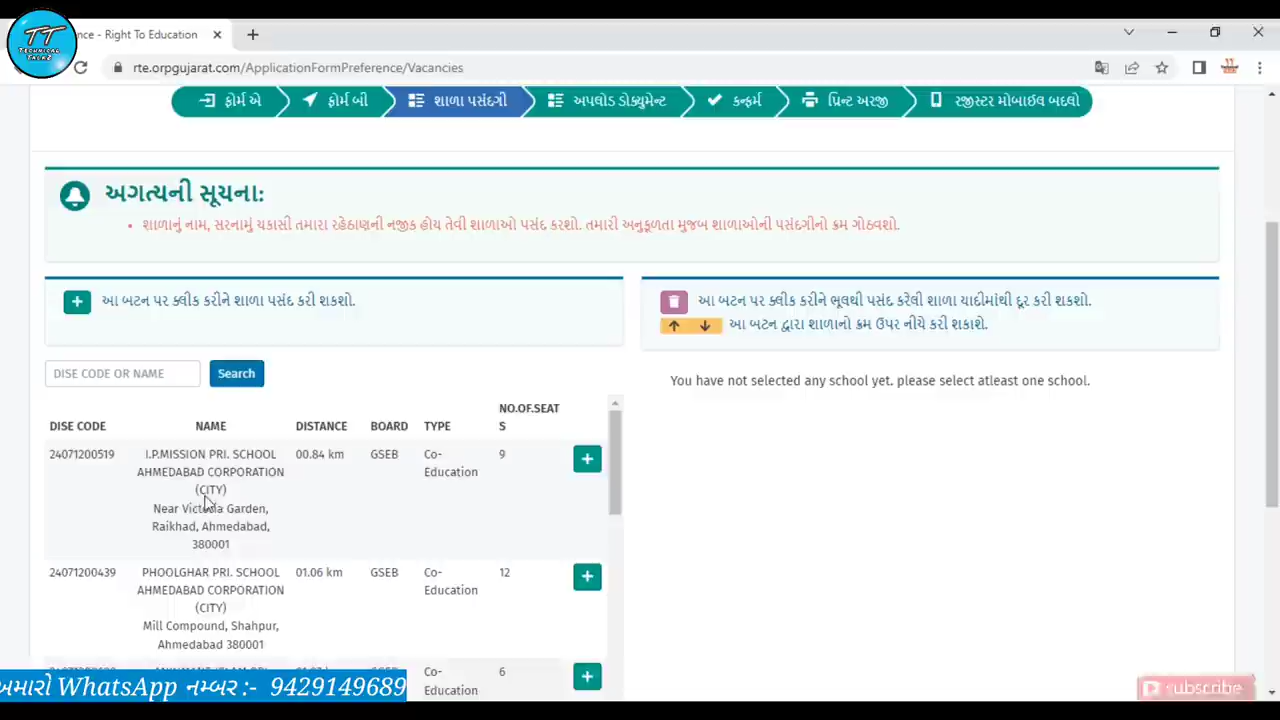 TT
TECHNICAL
TALKZ
nce - Right To Education
rte.orpgujarat.com/ApplicationFormPreference/Vacancies
ફોર્મ એ
ફોર્મ બી
શાળા પસંદગી
અપલોડ ડોક્યુમેન્ટ
કન્ફર્મ
પ્રિન્ટ અરજી
રજીસ્ટર મોબાઈલ બદલો
અગત્યની સૂચના:
• શાળાનું નામ, સરનામું ચકાસી તમારા રહેઠાણની નજીક હોય તેવી શાળાઓ પસંદ કરશો. તમારી અનુકૂળતા મુજબ શાળાઓની પસંદગીનો ક્રમ ગોઠવશો.
આ બટન પર ક્લીક કરીને શાળા પસંદ કરી શકશો.
આ બટન પર ક્લીક કરીને ભૂલથી પસંદ કરેલી શાળા યાદીમાંથી દૂર કરી શકશો.
આ બટન દ્વારા શાળાનો ક્રમ ઉપર નીચે કરી શકાશે.
DISE CODE OR NAME
Search
You have not selected any school yet. please select atleast one school.
DISE CODE NAME DISTANCE BOARD TYPE NO.OF.SEAT
S
24071200519 I.P.MISSION PRI. SCHOOL 00.84 km GSEB Co- 9
AHMEDABAD CORPORATION Education
(CITY)
Near Victoria Garden,
Raikhad, Ahmedabad,
380001
24071200439 PHOOLGHAR PRI. SCHOOL 01.06 km GSEB Co- 12
AHMEDABAD CORPORATION Education
(CITY)
Mill Compound, Shahpur,
Ahmedabad 380001
GSEB Co- 6
Education
અમારો WhatsApp નમ્બર :- 9429149689
subscribe